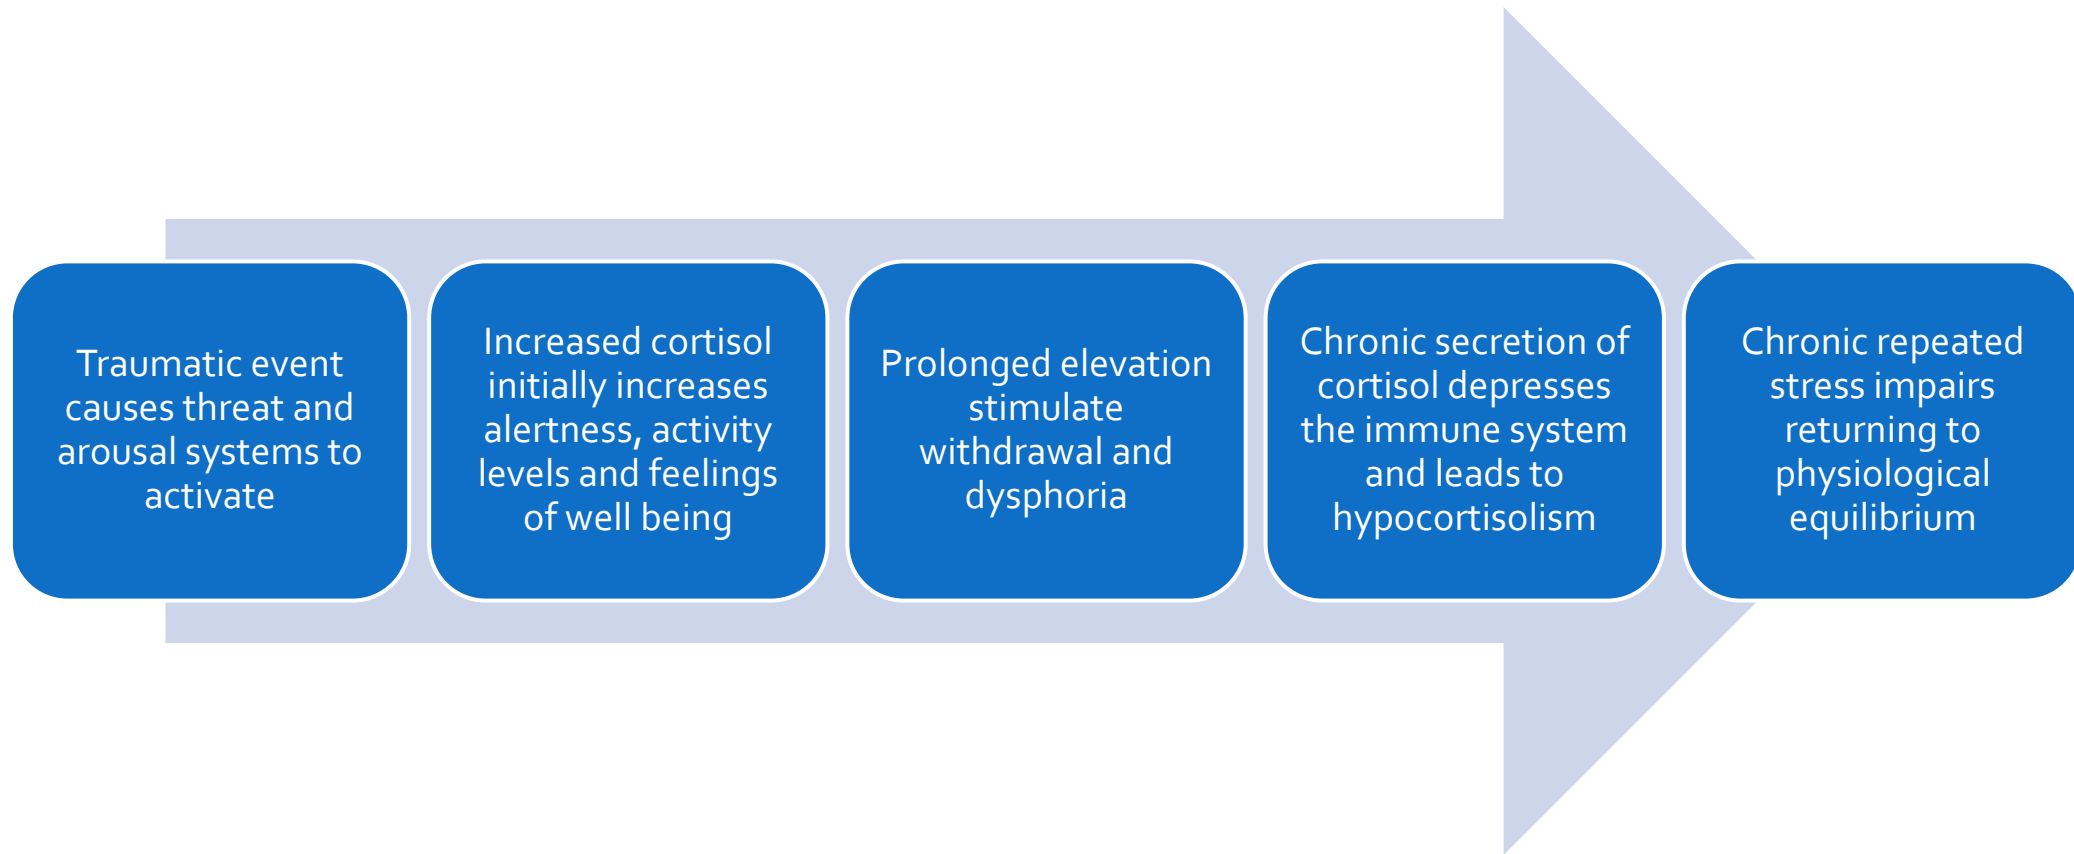 Traumatic event
causes threat and
arousal systems to
activate
Increased cortisol
initially increases
alertness, activity
levels and feelings
of well being
Prolonged elevation
stimulate
withdrawal and
dysphoria
Chronic secretion of
cortisol depresses
the immune system
and leads to
hypocortisolism
Chronic repeated
stress impairs
returning to
physiological
equilibrium